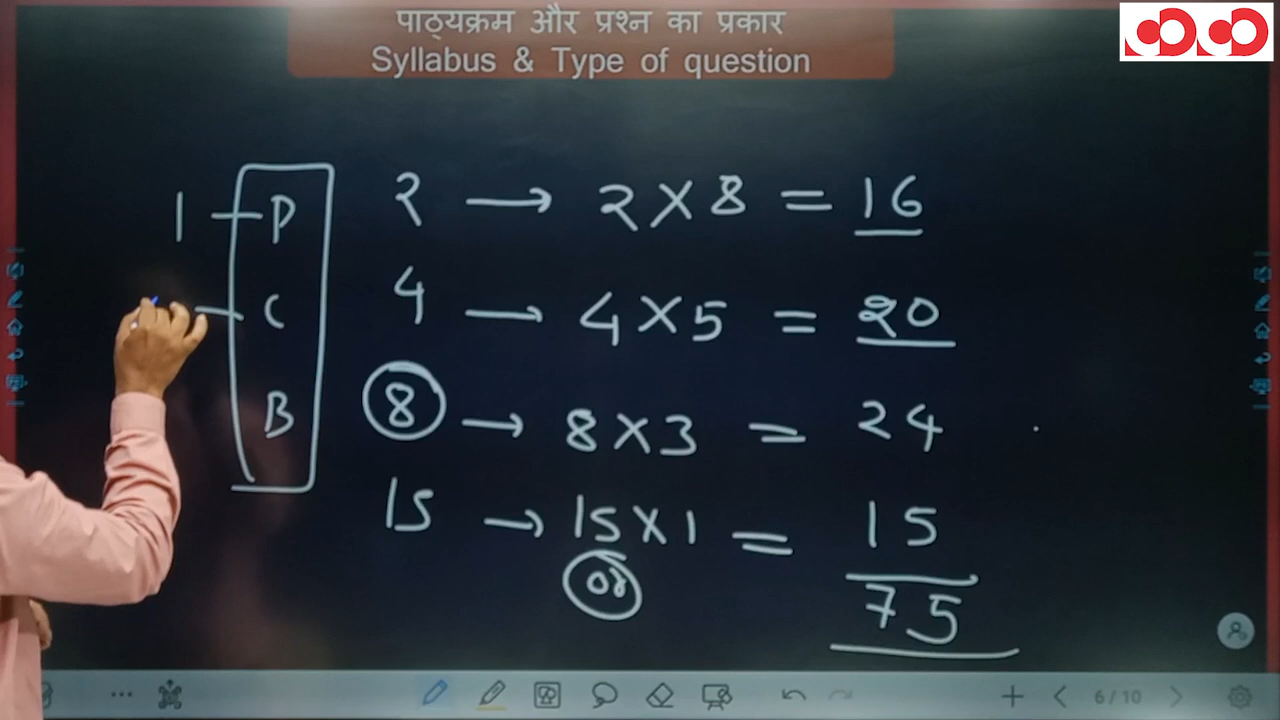 पाठ्यक्रम और प्रश्न का प्रकार
Syllabus & Type of question
1 - P 2 → 2 X 8 = 16
- C 4 → 4 X 5 = 20
B 8 → 8 X 3 = 24
15 → 15 X 1 = 15
or 75
6 / 10